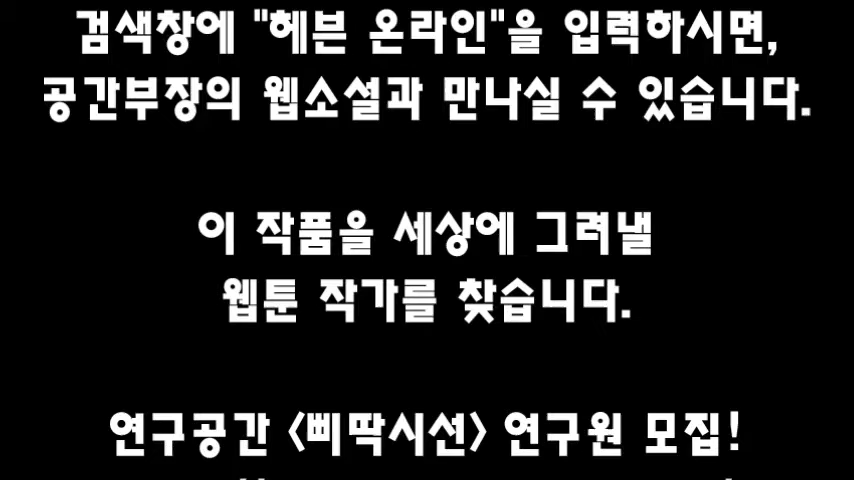 검색창에 "헤븐 온라인"을 입력하시면,
공간부장의 웹소설과 만나실 수 있습니다.
이 작품을 세상에 그려낼
웹툰 작가를 찾습니다.
연구공간 <삐딱시선> 연구원 모집!